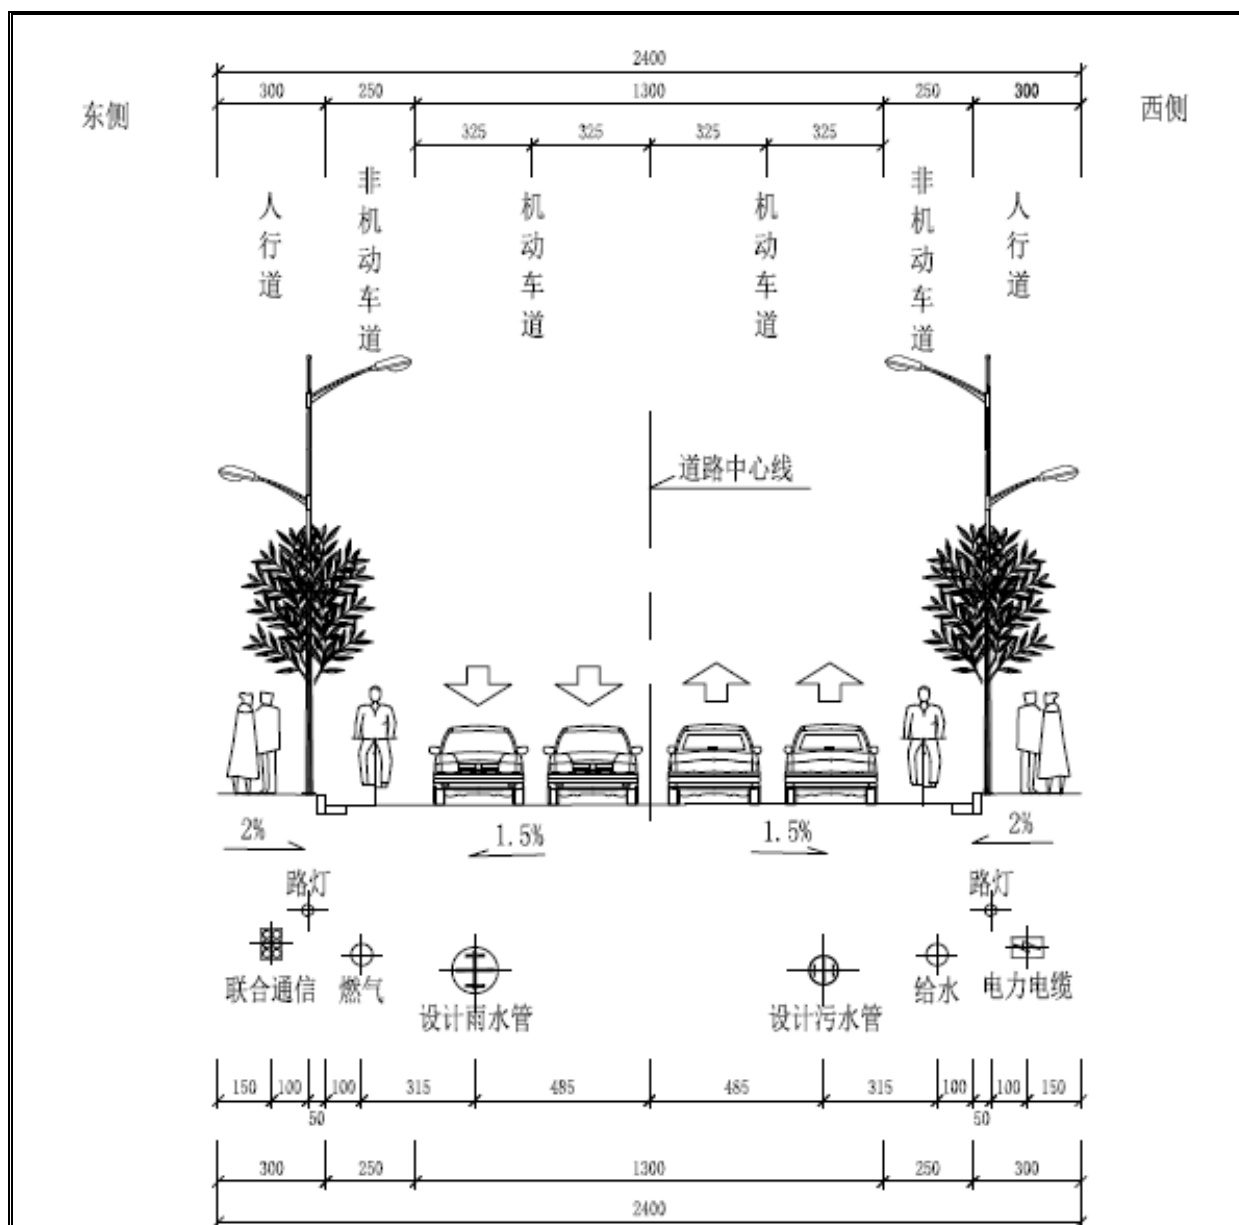 2400
300 250 1300 250 300
东侧 西侧
325 325 325 325
人行道
非机动车道
机动车道
机动车道
非机动车道
人行道
道路中心线
2% 1.5% 1.5% 2%
路灯 路灯
联合通信 燃气 给水 电力电缆
设计雨水管 设计污水管
150 100 100 315 485 485 315 100 100 150
50 50
300 250 1300 250 300
2400